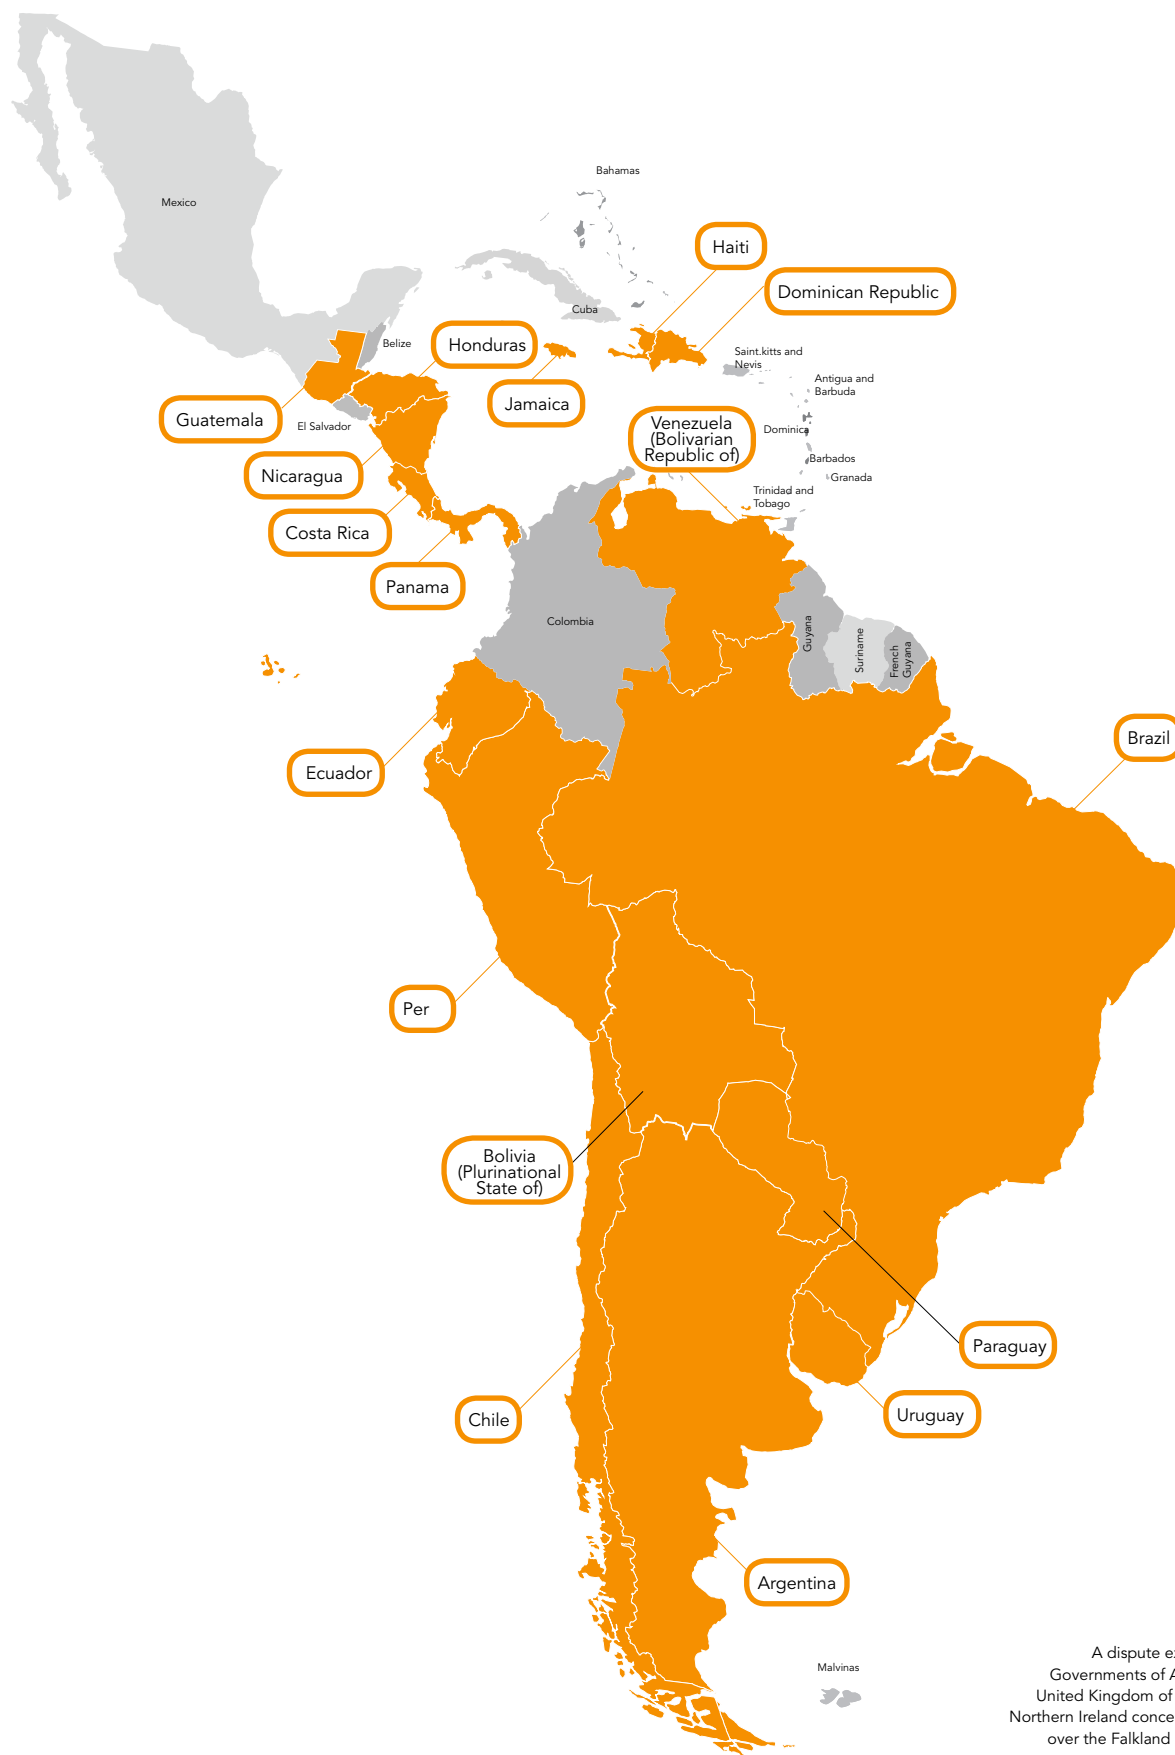 Bahamas
Mexico
Haiti
Dominican Republic
Cuba
Belize
Honduras
Saint.kitts and
Nevis
Antigua and
Barbuda
Jamaica
Guatemala
El Salvador
Venezuela
(Bolivarian
Republic of)
Dominica
Barbados
Granada
Nicaragua
Trinidad and
Tobago
Costa Rica
Panama
Colombia
Guyana
Suriname
French
Guyana
Brazil
Ecuador
Per
Bolivia
(Plurinational
State of)
Paraguay
Chile
Uruguay
Argentina
Malvinas
A dispute e
Governments of A
United Kingdom of
Northern Ireland conce
over the Falkland